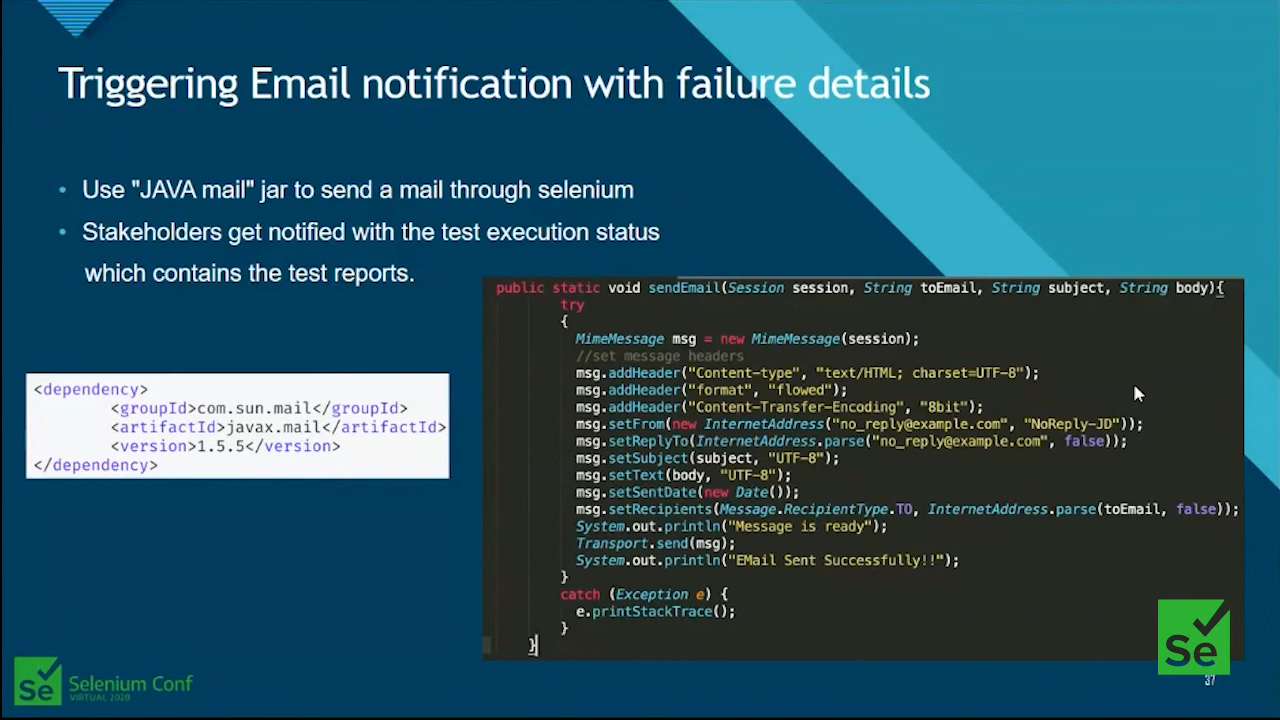 Triggering Email notification with failure details
• Use "JAVA mail" jar to send a mail through selenium
• Stakeholders get notified with the test execution status
which contains the test reports.
<dependency>
<groupId>com.sun.mail</groupId>
<artifactId>javax.mail</artifactId>
<version>1.5.5</version>
</dependency>
public static void sendEmail(Session session, String toEmail, String subject, String body){
try
{
MimeMessage msg = new MimeMessage(session);
//set message headers
msg.addHeader("Content-type", "text/HTML; charset=UTF-8");
msg.addHeader("format", "flowed");
msg.addHeader("Content-Transfer-Encoding", "8bit");
msg.setFrom(new InternetAddress("no_reply@example.com", "NoReply-JD"));
msg.setReplyTo(InternetAddress.parse("no_reply@example.com", false));
msg.setSubject(subject, "UTF-8");
msg.setText(body, "UTF-8");
msg.setSentDate(new Date());
msg.setRecipients(Message.RecipientType.TO, InternetAddress.parse(toEmail, false));
System.out.println("Message is ready");
Transport.send(msg);
System.out.println("EMail Sent Successfully!!");
}
catch (Exception e) {
e.printStackTrace();
}
}
Se
Selenium Conf
VIRTUAL 2020
Se
37